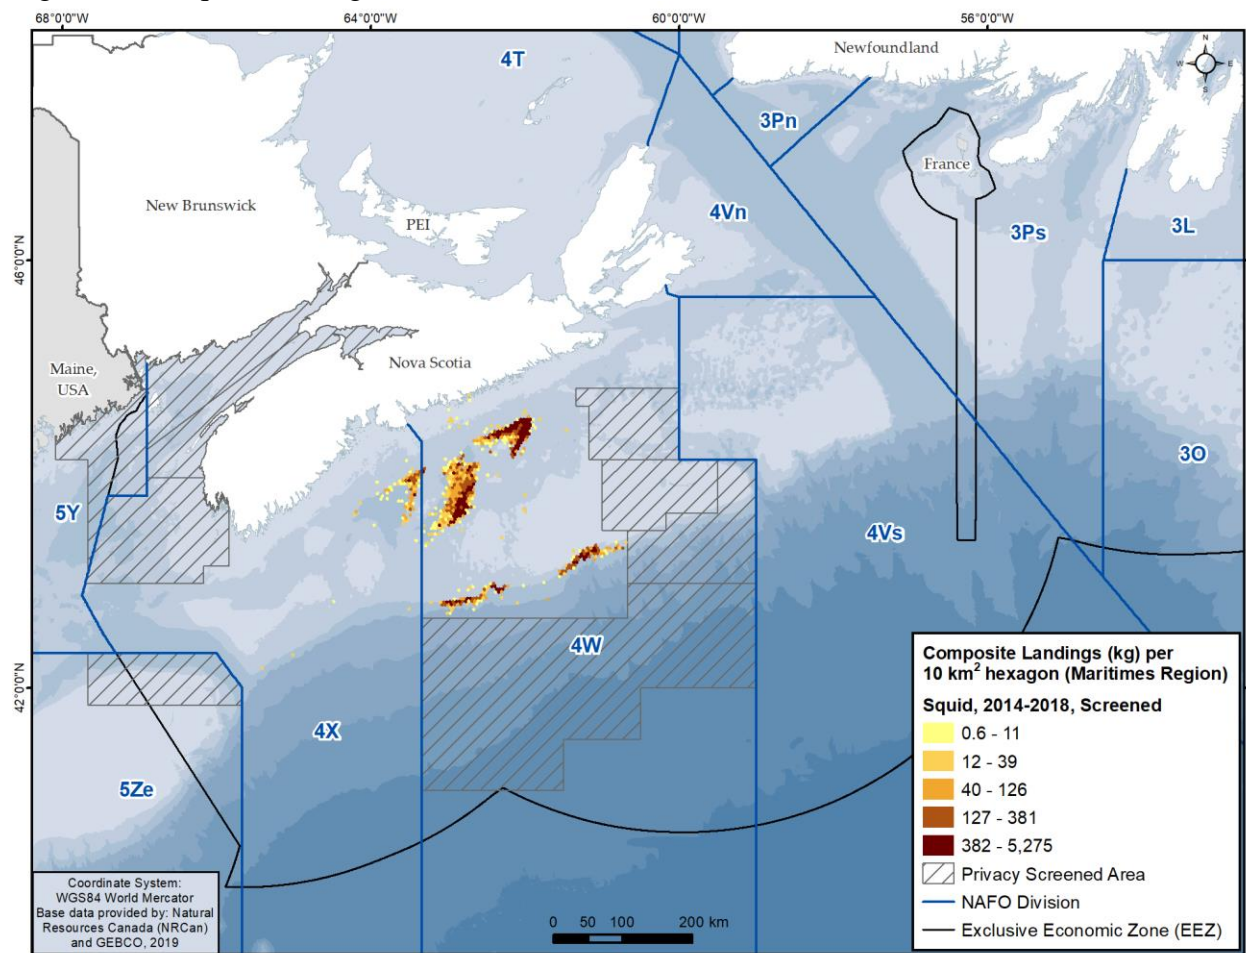 68°0'0"W
64°0'0"W
60°0'0"W
56°0'0"W
4T
Newfoundland
N
W
E
S
3Pn
France
New Brunswick
PEI
4Vn
3Ps
3L
46°0'0"N
Maine,
USA
Nova Scotia
5Y
3O
4Vs
4W
42°0'0"N
4X
5Ze
Composite Landings (kg) per
10 km² hexagon (Maritimes Region)
Squid, 2014-2018, Screened
0.6 - 11
12 - 39
40 - 126
127 - 381
382 - 5,275
Privacy Screened Area
NAFO Division
Exclusive Economic Zone (EEZ)
Coordinate System:
WGS84 World Mercator
Base data provided by: Natural
Resources Canada (NRCan)
and GEBCO, 2019
0 50 100 200 km